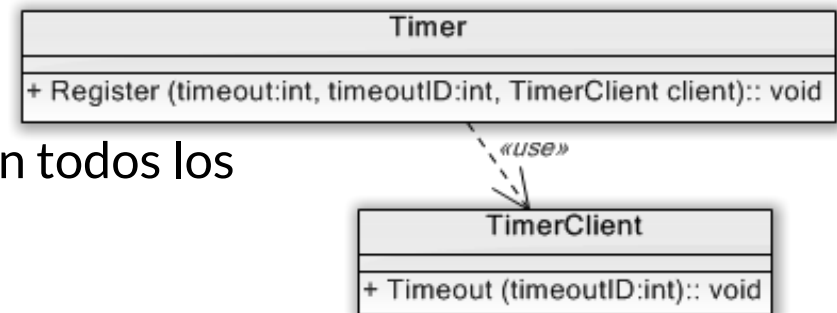 Timer
+ Register (timeout:int, timeoutID:int, TimerClient client):: void
n todos los
«use»
TimerClient
+ Timeout (timeoutID:int):: void